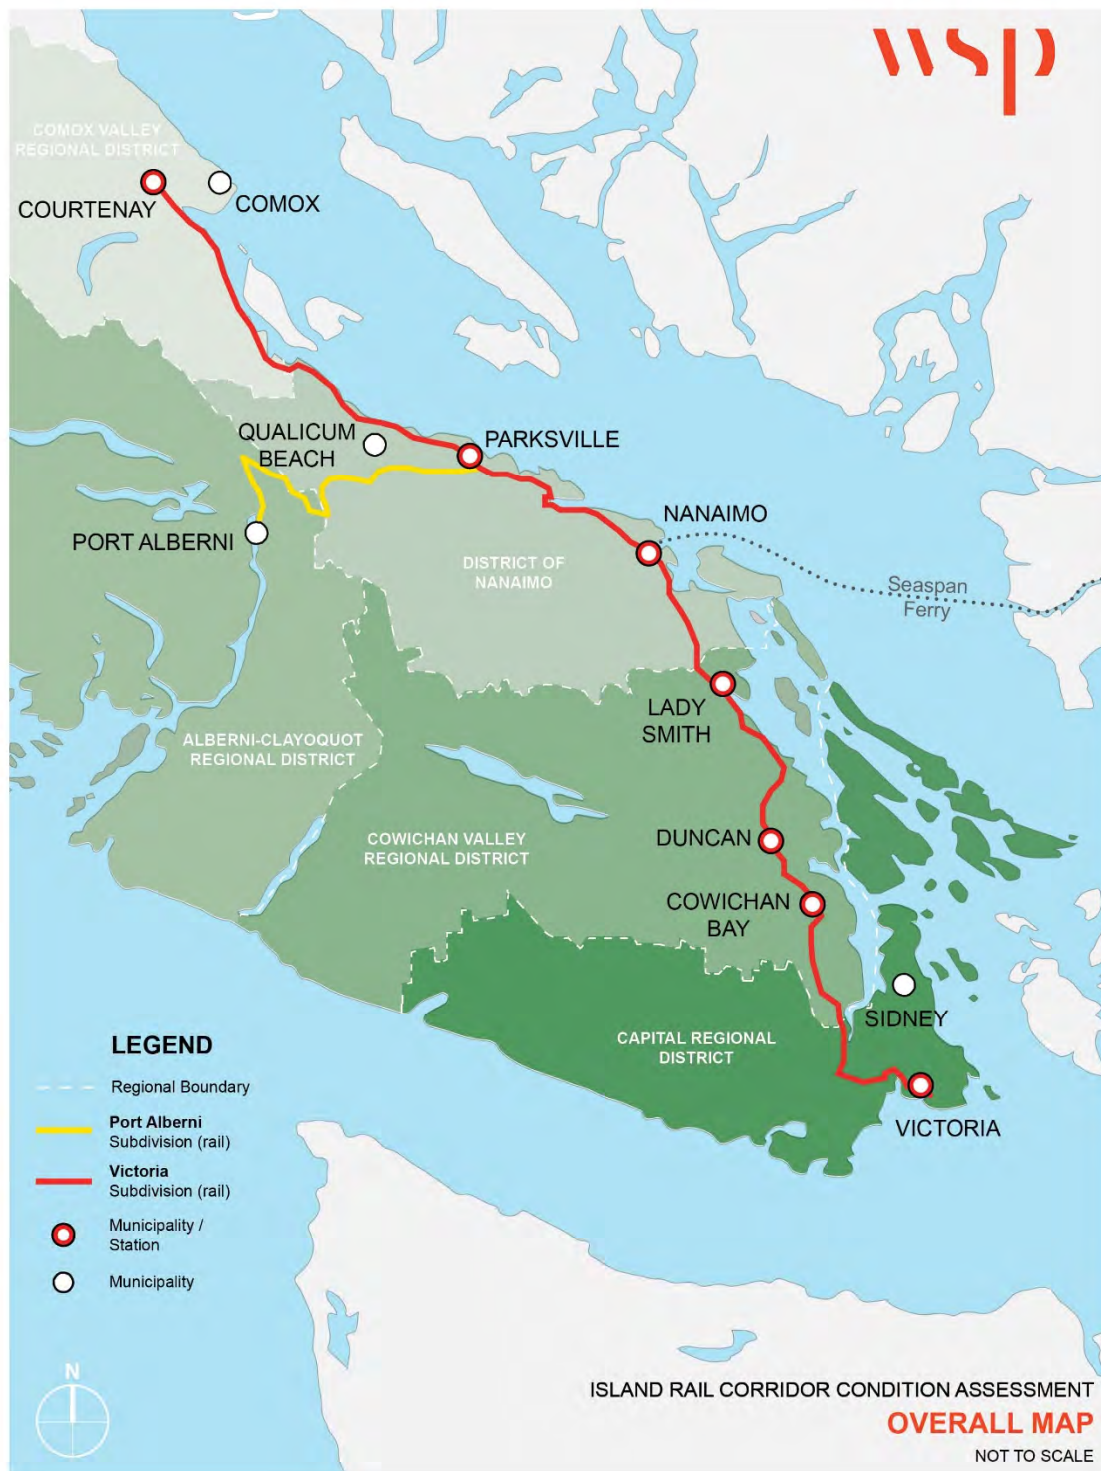 wsp
COMOX VALLEY
REGIONAL DISTRICT
COURTENAY
COMOX
QUALICUM
BEACH
PARKSVILLE
PORT ALBERNI
NANAIMO
DISTRICT OF
NANAIMO
Seaspan
Ferry
LADY
SMITH
ALBERNI-CLAYOQUOT
REGIONAL DISTRICT
COWICHAN VALLEY
REGIONAL DISTRICT
DUNCAN
COWICHAN
BAY
SIDNEY
CAPITAL REGIONAL
DISTRICT
VICTORIA
LEGEND
Regional Boundary
Port Alberni
Subdivision (rail)
Victoria
Subdivision (rail)
Municipality /
Station
Municipality
N
ISLAND RAIL CORRIDOR CONDITION ASSESSMENT
OVERALL MAP
NOT TO SCALE